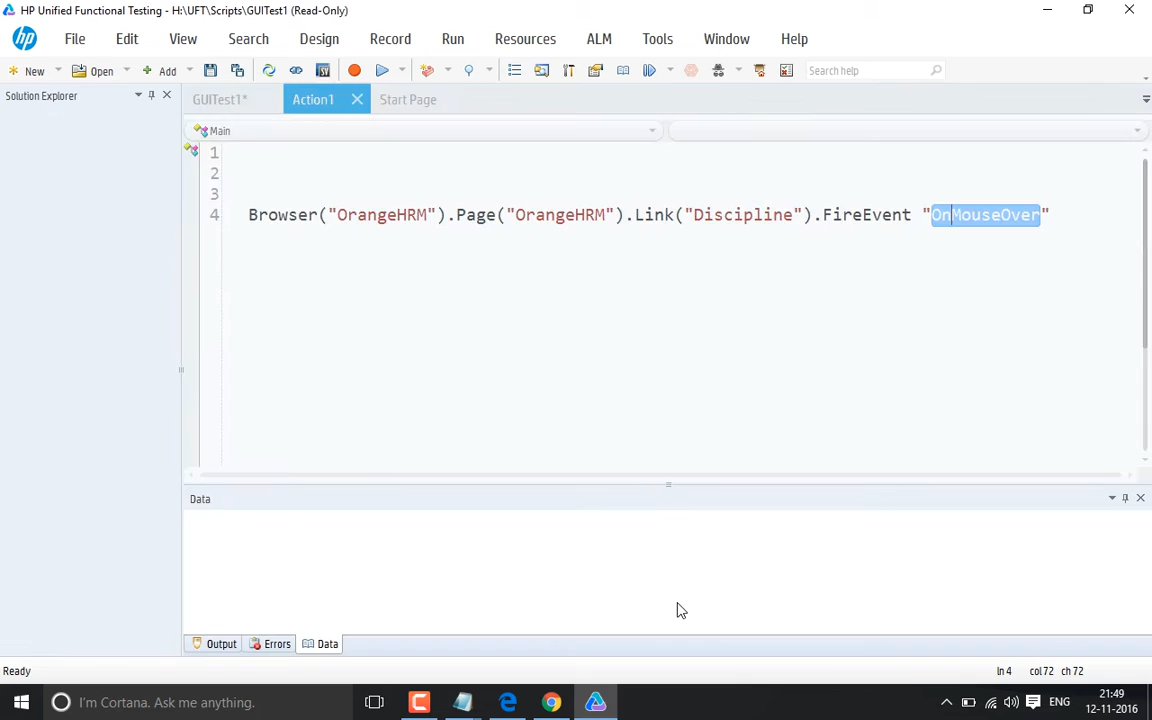 HP Unified Functional Testing - H:\UFT\Scripts\GUITest1 (Read-Only)
hp File Edit View Search Design Record Run Resources ALM Tools Window Help
New Open Add Search help
Solution Explorer GUITest1* Action1 Start Page
Main
1
2
3
4 Browser("OrangeHRM").Page("OrangeHRM").Link("Discipline").FireEvent "OnMouseOver"
Data
Output Errors Data
Ready ln 4 col 72 ch 72
I'm Cortana. Ask me anything. ENG 21:49
12-11-2016